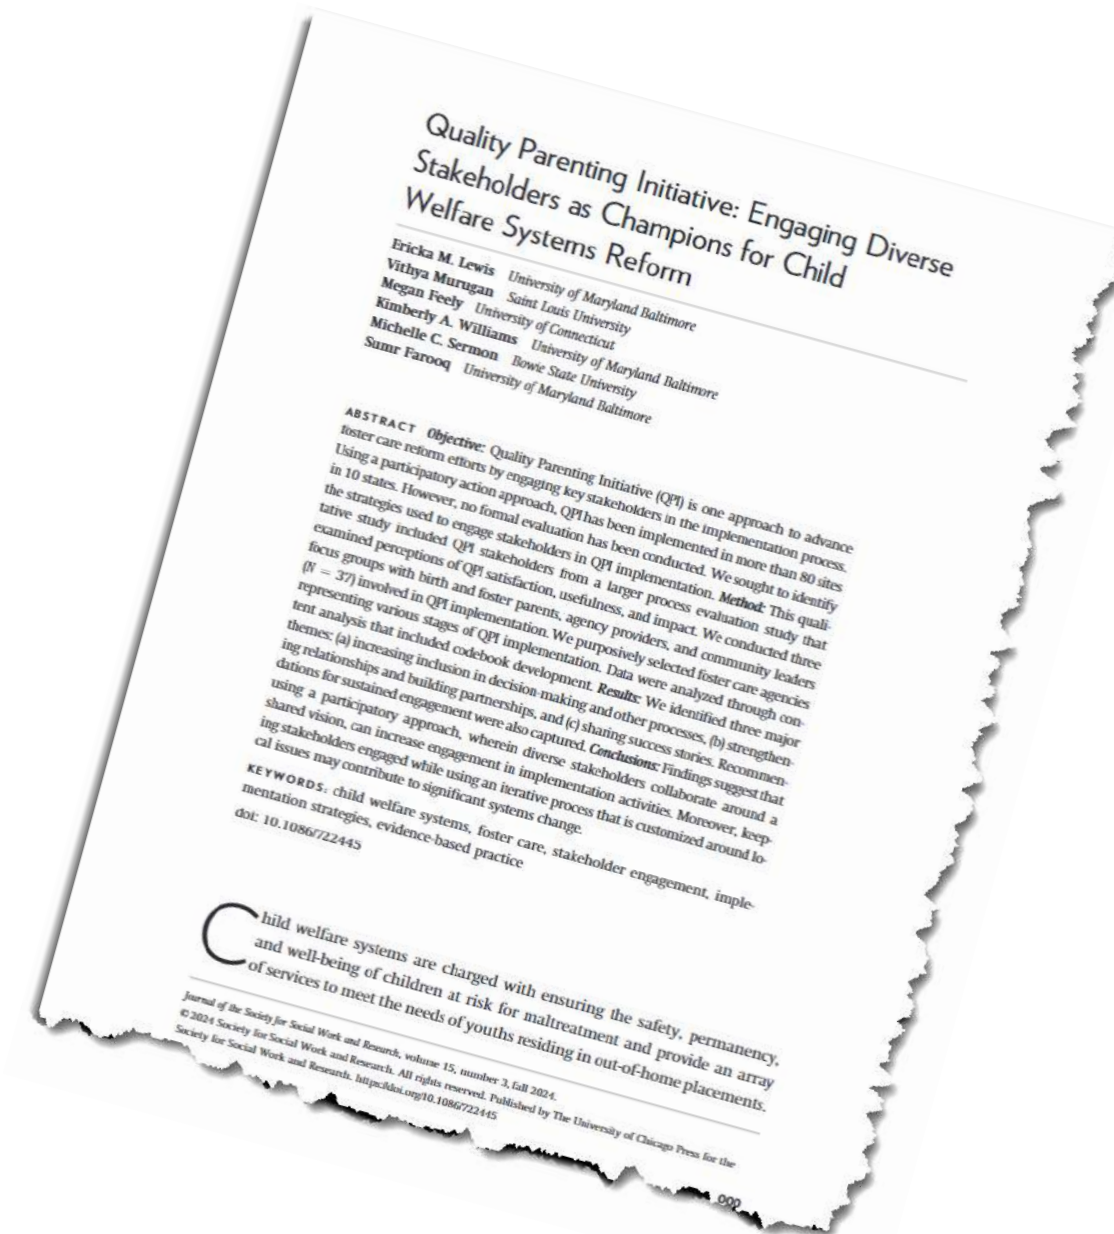 Quality Parenting Initiative: Engaging Diverse
Stakeholders as Champions for Child
Welfare Systems Reform
Ericka M. Lewis University of Maryland Baltimore
Vithya Murugan Saint Louis University
Megan Feely University of Connecticut
Kimberly A. Williams University of Maryland Baltimore
Michelle C. Sermon Bowie State University
Sumr Farooq University of Maryland Baltimore
ABSTRACT Objective: Quality Parenting Initiative (QPI) is one approach to advance
foster care reform efforts by engaging key stakeholders in the implementation process.
Using a participatory action approach, QPI has been implemented in more than 80 sites
in 10 states. However, no formal evaluation has been conducted. We sought to identify
the strategies used to engage stakeholders in QPI implementation. Method: This quali-
tative study included QPI stakeholders from a larger process evaluation study that
examined perceptions of QPI satisfaction, usefulness, and impact. We conducted three
focus groups with birth and foster parents, agency providers, and community leaders
(N = 37) involved in QPI implementation. We purposively selected foster care agencies
representing various stages of QPI implementation. Data were analyzed through con-
tent analysis that included codebook development. Results: We identified three major
themes: (a) increasing inclusion in decision-making and other processes, (b) strengthen-
ing relationships and building partnerships, and (c) sharing success stories. Recommen-
dations for sustained engagement were also captured. Conclusions: Findings suggest that
using a participatory approach, wherein diverse stakeholders collaborate around a
shared vision, can increase engagement in implementation activities. Moreover, keep-
ing stakeholders engaged while using an iterative process that is customized around lo-
cal issues may contribute to significant systems change.
KEYWORDS: child welfare systems, foster care, stakeholder engagement, imple-
mentation strategies, evidence-based practice
doi: 10.1086/722445
Child welfare systems are charged with ensuring the safety, permanency,
and well-being of children at risk for maltreatment and provide an array
of services to meet the needs of youths residing in out-of-home placements.
Journal of the Society for Social Work and Research, volume 15, number 3, fall 2024.
© 2024 Society for Social Work and Research. All rights reserved. Published by The University of Chicago Press for the
Society for Social Work and Research. https://doi.org/10.1086/722445
000